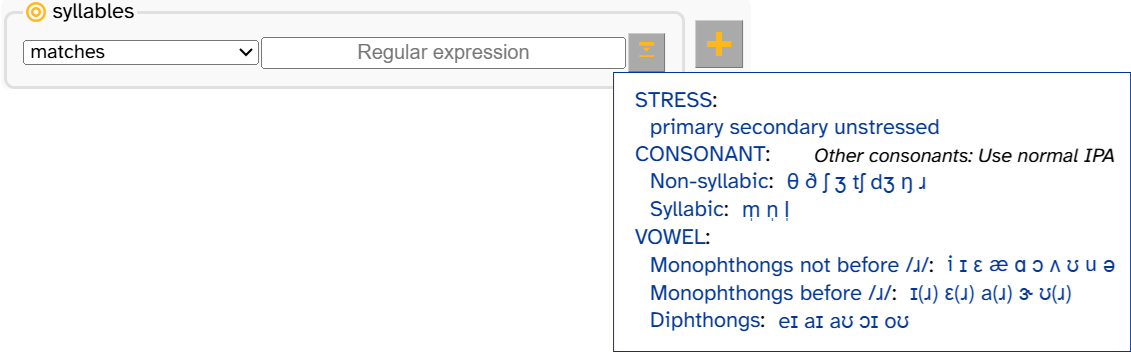 syllables
matches Regular expression
STRESS:
primary secondary unstressed
CONSONANT: Other consonants: Use normal IPA
Non-syllabic: θ ð ʃ ʒ tʃ dʒ ŋ ɹ
Syllabic: m̩ n̩ l̩
VOWEL:
Monophthongs not before /ɹ/: i ɪ ɛ æ ɑ ɔ ʌ ʊ u ə
Monophthongs before /ɹ/: ɪ(ɹ) ɛ(ɹ) a(ɹ) ɝ ʊ(ɹ)
Diphthongs: eɪ aɪ aʊ ɔɪ oʊ